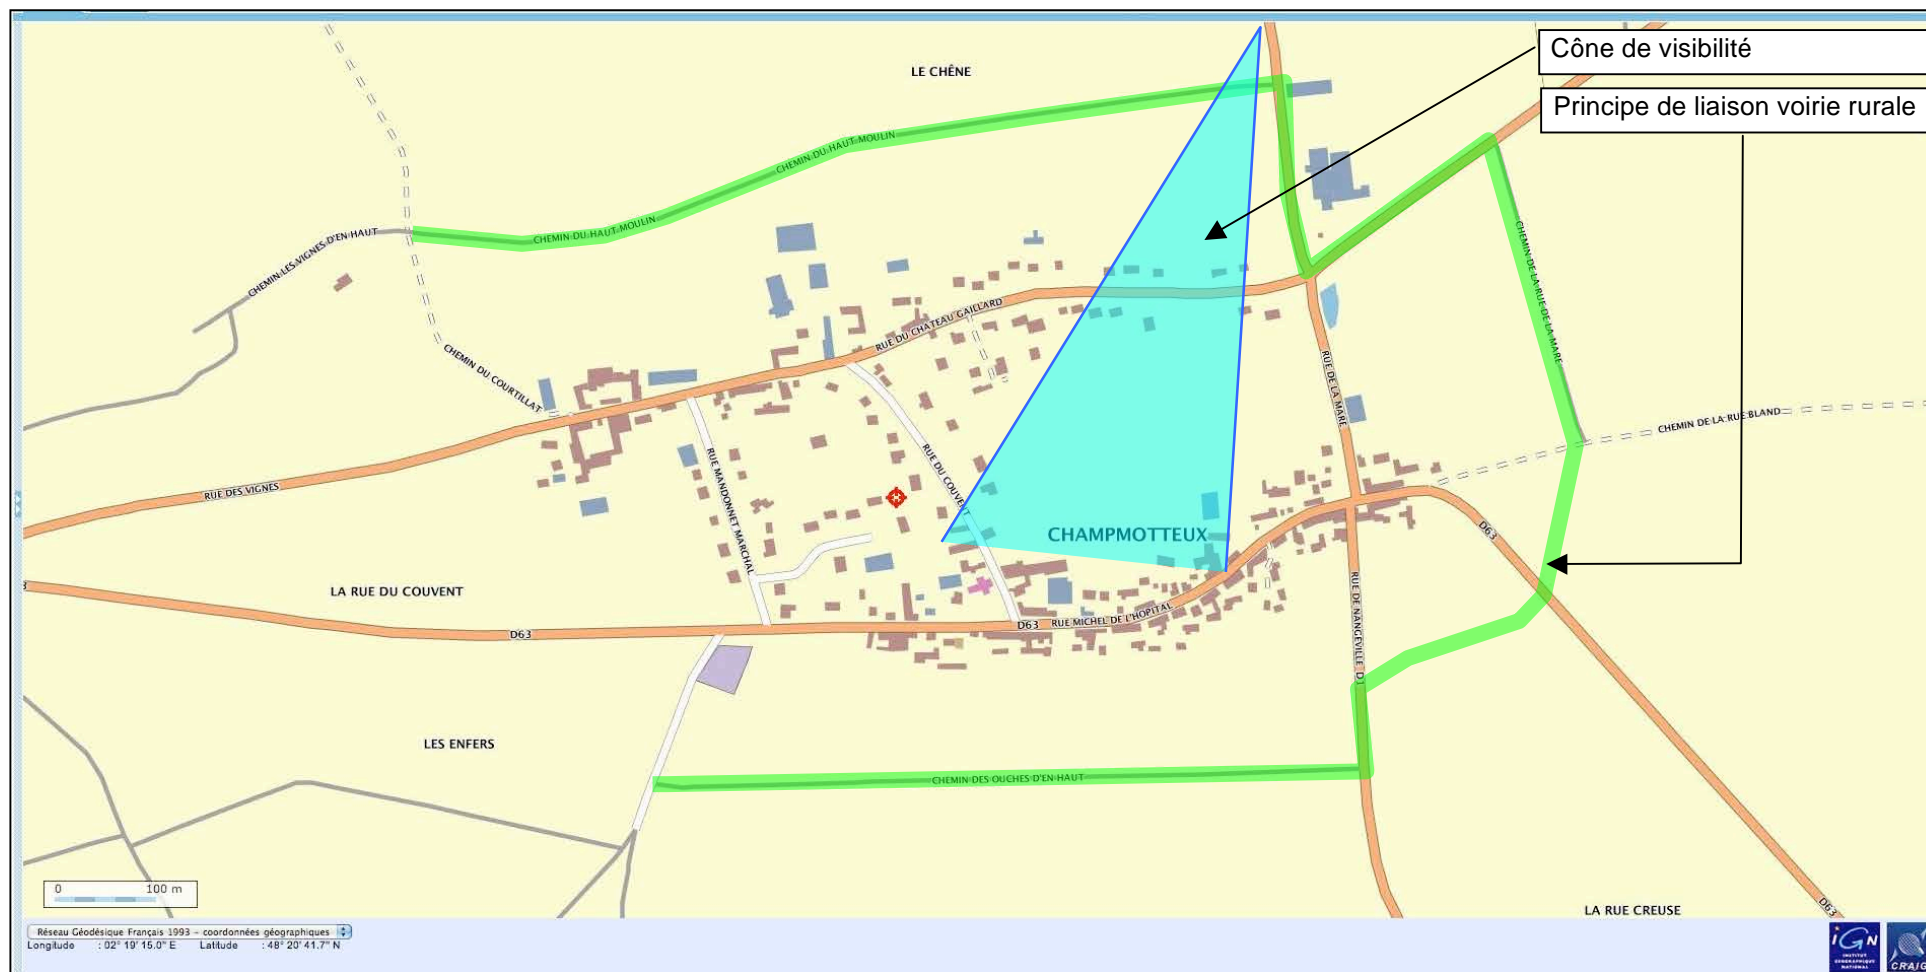 Cône de visibilité
LE CHÊNE
Principe de liaison voirie rurale
CHEMIN DU HAUT MOULIN
CHEMIN DU HAUT MOULIN
CHEMIN LES VIGNES D'EN HAUT
CHEMIN-DE-LA-RUE-DE-LA-MARE
RUE DU CHATEAU GAILLARD
CHEMIN DU COURTILLAT
RUE DE LA MARE
CHEMIN DE LA RUE BLAND
RUE DES VIGNES
RUE MANDONNET MARCHAL
RUE DU COUVENT
CHAMPMOTTEUX
D63
LA RUE DU COUVENT
RUE DE NANGEVILLE D1
D63
D63
RUE MICHEL DE L'HOPITAL
LES ENFERS
CHEMIN DES OUCHES D'EN HAUT
0 100 m
LA RUE CREUSE
D63
Réseau Géodésique Français 1993 - coordonnées géographiques
Longitude : 02° 19' 15.0" E Latitude : 48° 20' 41.7" N
IGN
INSTITUT
GÉOGRAPHIQUE
NATIONAL
CRAIG